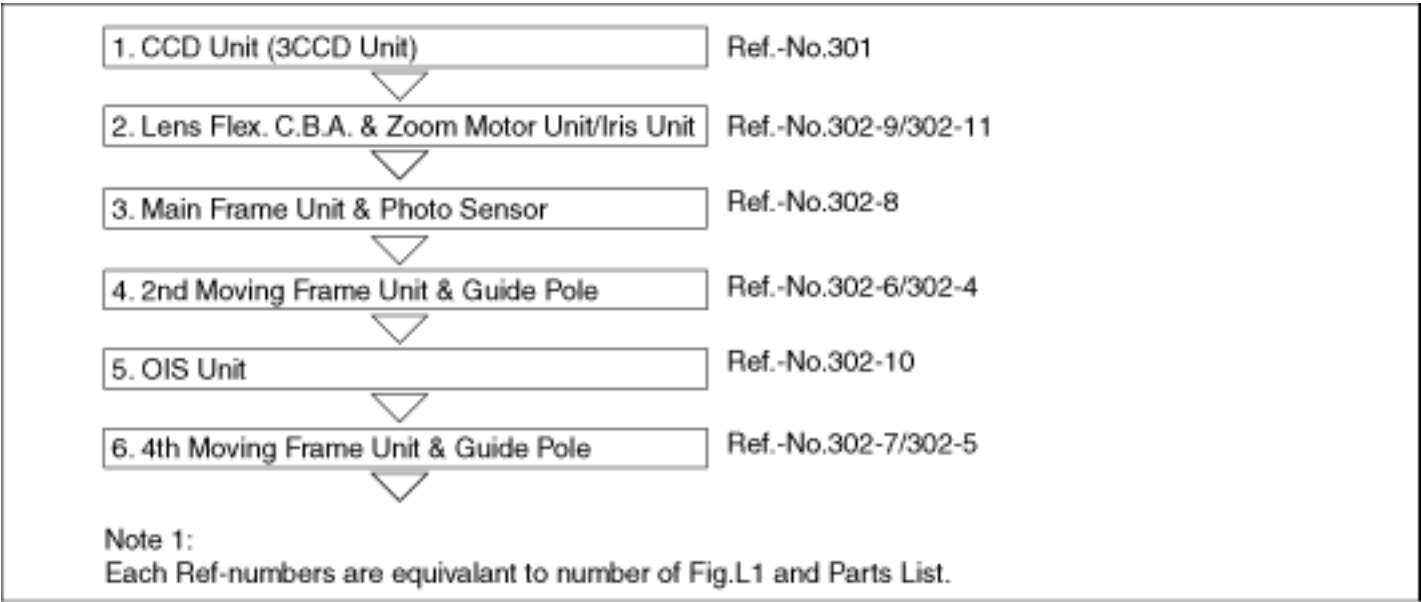 1. CCD Unit (3CCD Unit) Ref.-No.301
2. Lens Flex. C.B.A. & Zoom Motor Unit/Iris Unit Ref.-No.302-9/302-11
3. Main Frame Unit & Photo Sensor Ref.-No.302-8
4. 2nd Moving Frame Unit & Guide Pole Ref.-No.302-6/302-4
5. OIS Unit Ref.-No.302-10
6. 4th Moving Frame Unit & Guide Pole Ref.-No.302-7/302-5
Note 1:
Each Ref-numbers are equivalant to number of Fig.L1 and Parts List.